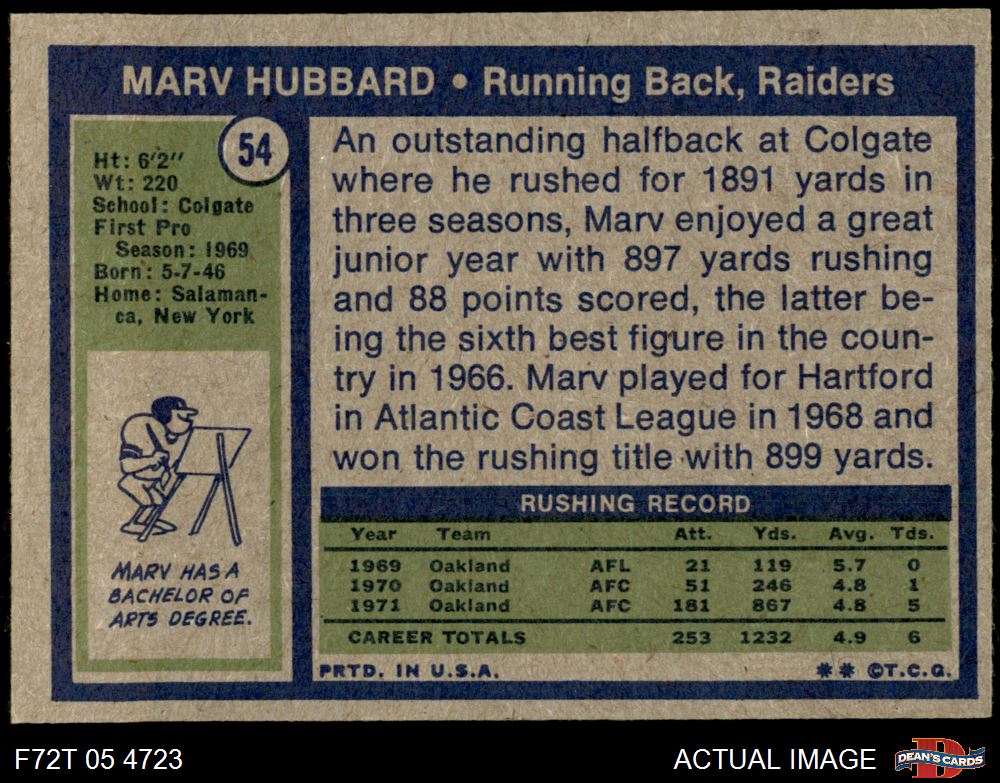 MARV HUBBARD • Running Back, Raiders
54
Ht: 6'2''
Wt: 220
School: Colgate
First Pro
Season: 1969
Born: 5-7-46
Home: Salaman-
ca, New York
MARV HAS A
BACHELOR OF
ARTS DEGREE.
An outstanding halfback at Colgate
where he rushed for 1891 yards in
three seasons, Marv enjoyed a great
junior year with 897 yards rushing
and 88 points scored, the latter be-
ing the sixth best figure in the coun-
try in 1966. Marv played for Hartford
in Atlantic Coast League in 1968 and
won the rushing title with 899 yards.
RUSHING RECORD
Year Team Att. Yds. Avg. Tds.
1969 Oakland AFL 21 119 5.7 0
1970 Oakland AFC 51 246 4.8 1
1971 Oakland AFC 181 867 4.8 5
CAREER TOTALS 253 1232 4.9 6
PRTD. IN U.S.A. ** ©T.C.G.
F72T 05 4723 ACTUAL IMAGE DEAN'S CARDS